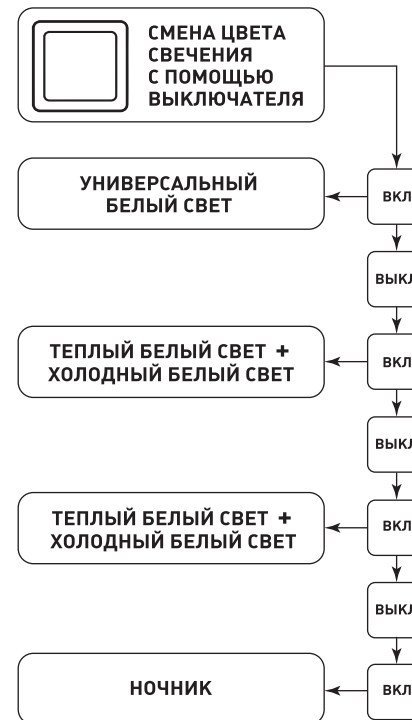 СМЕНА ЦВЕТА
СВЕЧЕНИЯ
С ПОМОЩЬЮ
ВЫКЛЮЧАТЕЛЯ
УНИВЕРСАЛЬНЫЙ
БЕЛЫЙ СВЕТ
ВКЛ
ВЫКЛ
ТЕПЛЫЙ БЕЛЫЙ СВЕТ +
ХОЛОДНЫЙ БЕЛЫЙ СВЕТ
ВКЛ
ВЫКЛ
ТЕПЛЫЙ БЕЛЫЙ СВЕТ +
ХОЛОДНЫЙ БЕЛЫЙ СВЕТ
ВКЛ
ВЫКЛ
НОЧНИК
ВКЛ